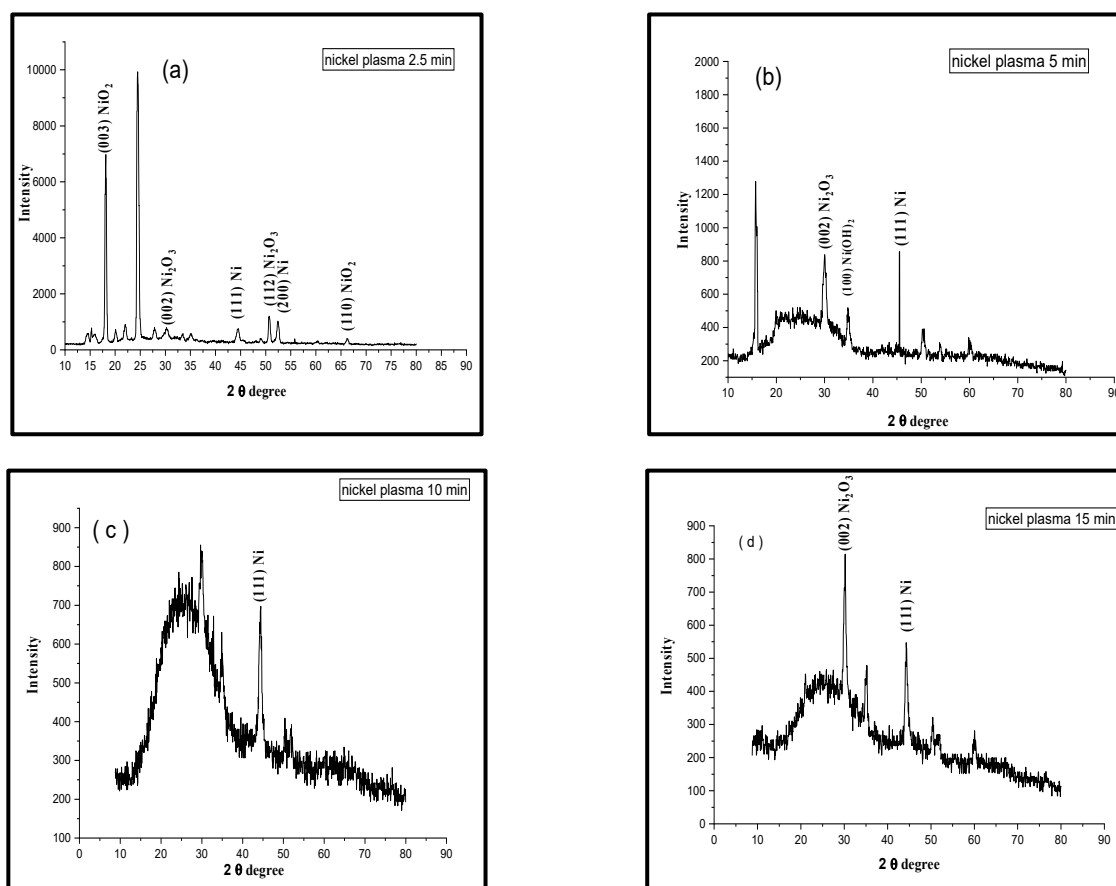 nickel plasma 2.5 min
(a)
(003) NiO₂
(002) Ni₂O₃
(111) Ni
(112) Ni₂O₃
(200) Ni
(110) NiO₂
Intensity
10000
8000
6000
4000
2000
0
10 15 20 25 30 35 40 45 50 55 60 65 70 75 80 85 90
2 θ degree
nickel plasma 5 min
(b)
(002) Ni₂O₃
(100) Ni(OH)₂
(111) Ni
Intensity
2000
1800
1600
1400
1200
1000
800
600
400
200
10 20 30 40 50 60 70 80 90
2 θ degree
nickel plasma 10 min
( c )
(111) Ni
Intensity
900
800
700
600
500
400
300
200
100
0 10 20 30 40 50 60 70 80 90
2 θ degree
nickel plasma 15 min
( d )
(002) Ni₂O₃
(111) Ni
Intensity
900
800
700
600
500
400
300
200
100
0
0 10 20 30 40 50 60 70 80 90
2 θ degree